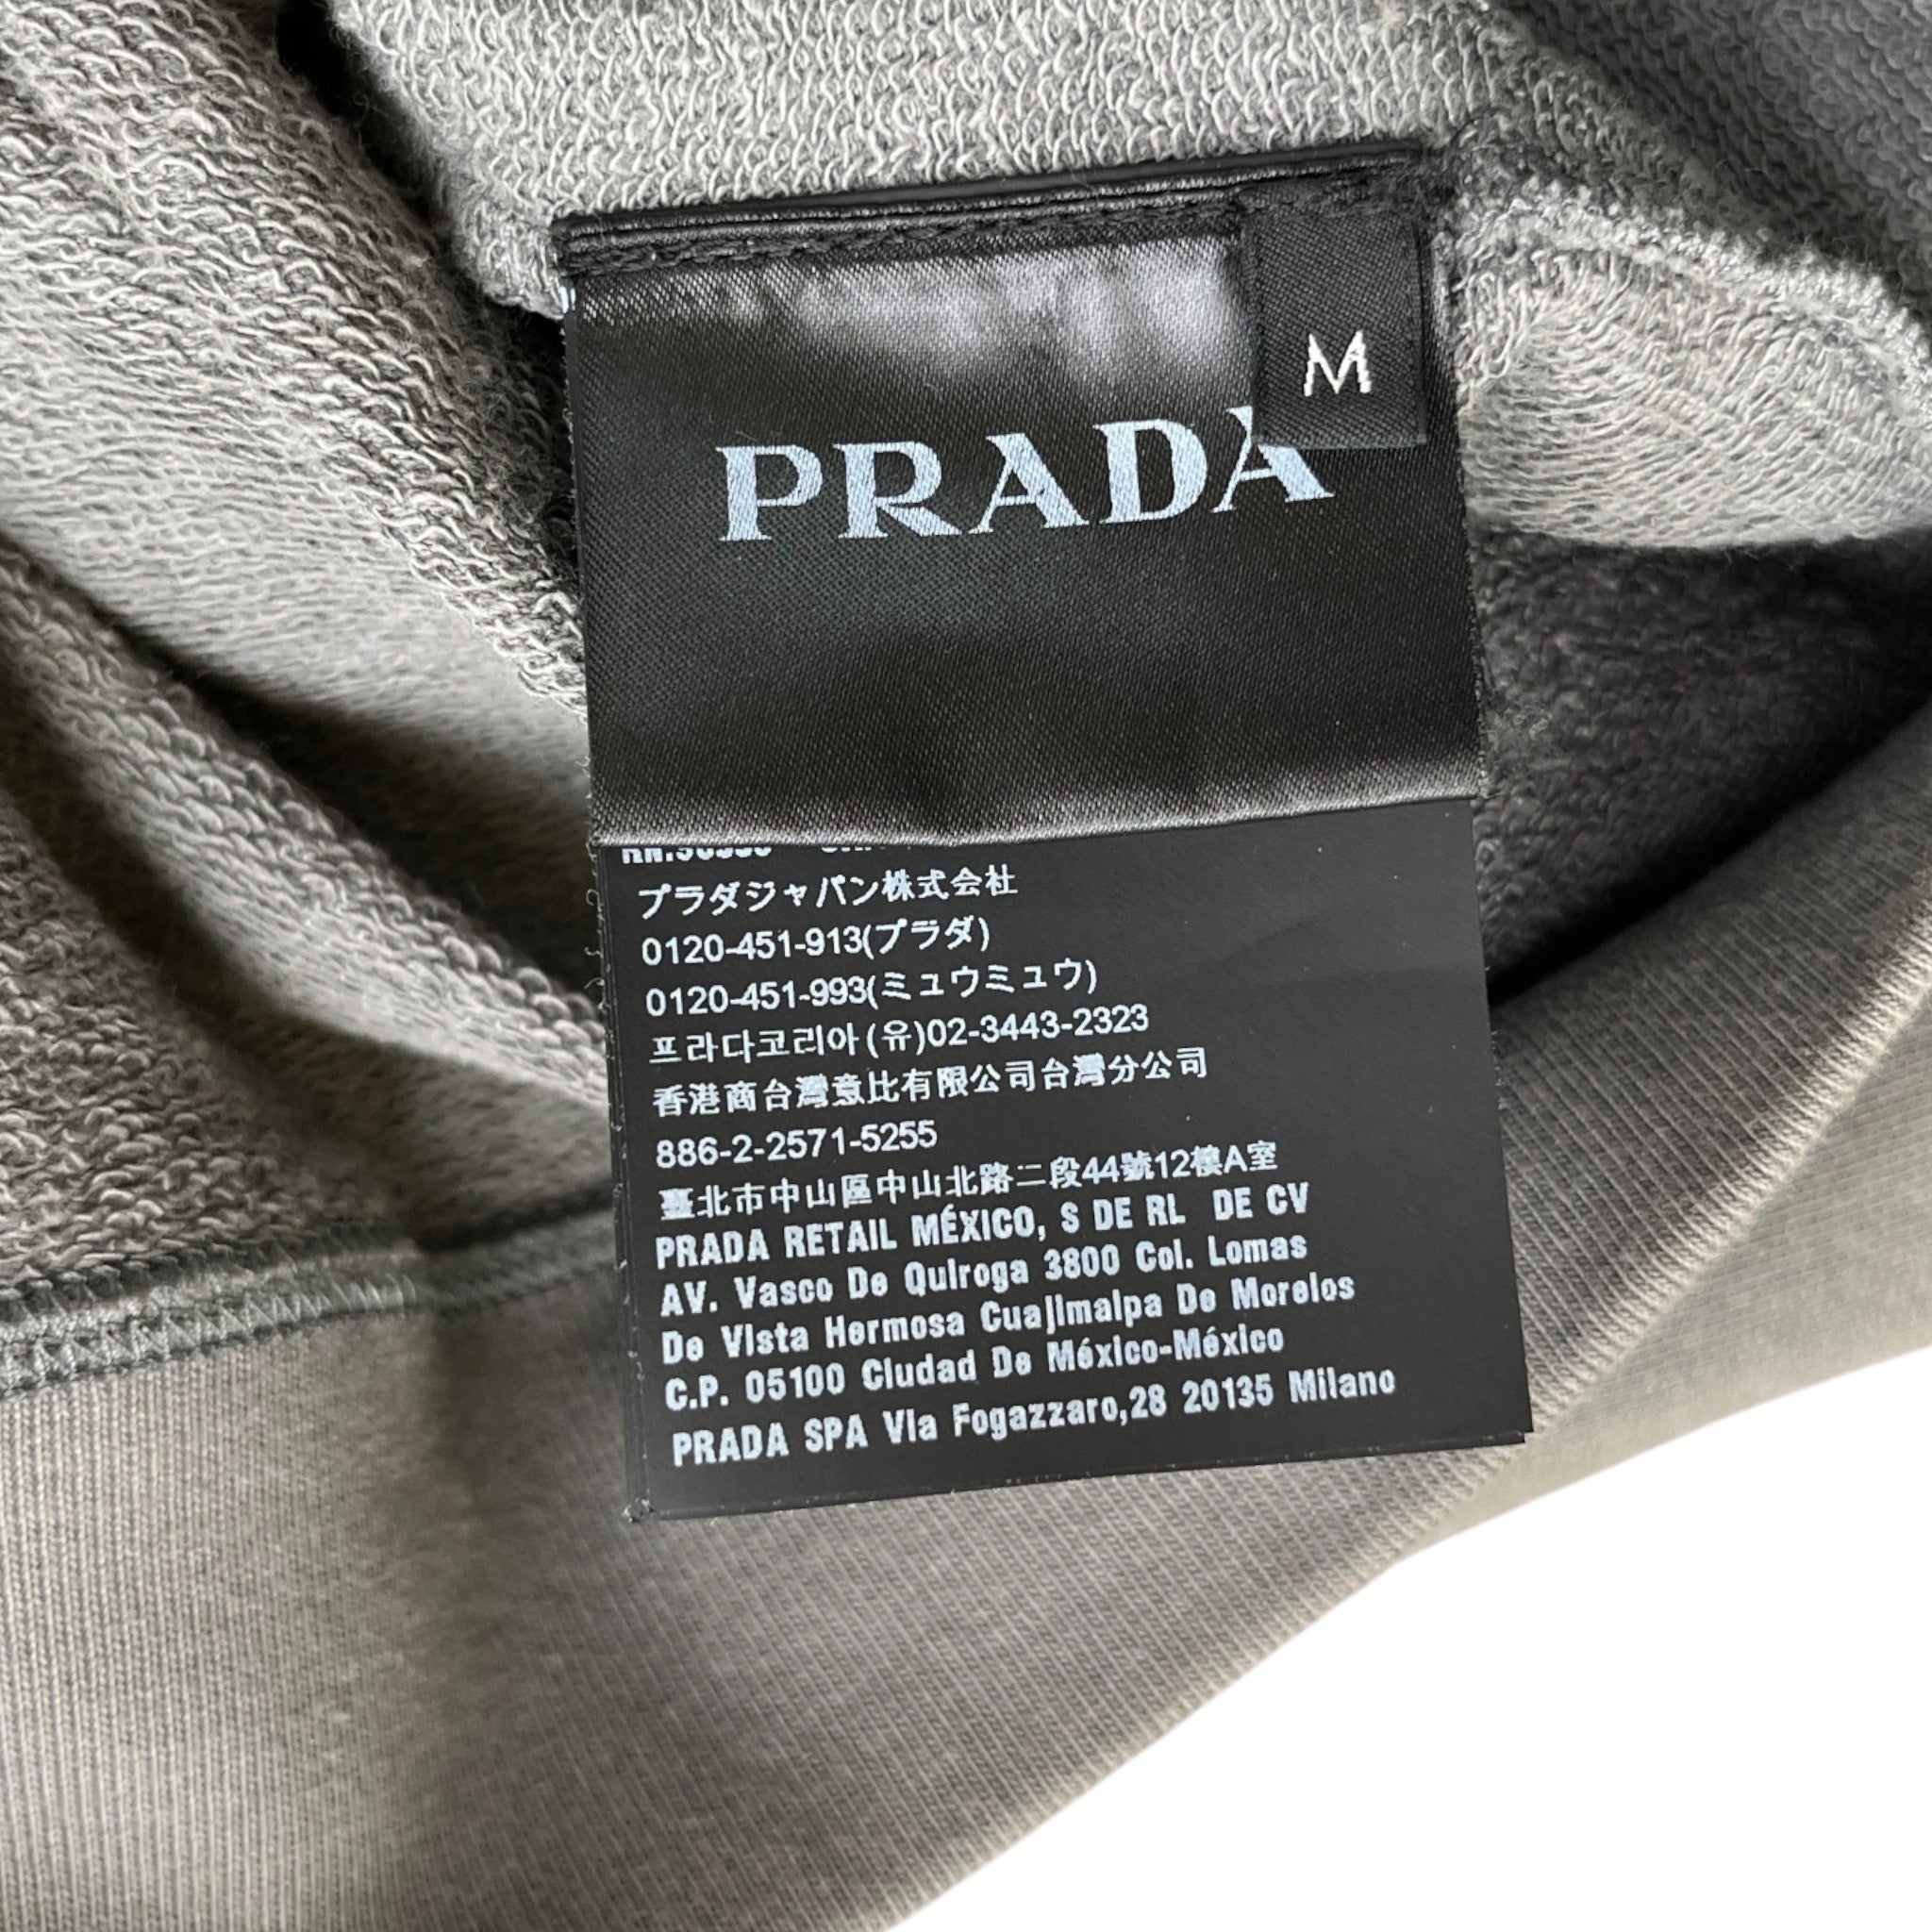 M
PRADA
プラダジャパン株式会社
0120-451-913(プラダ)
0120-451-993(ミュウミュウ)
프라다코리아(유)02-3443-2323
香港商台灣意比有限公司台灣分公司
886-2-2571-5255
臺北市中山區中山北路二段44號12樓A室
PRADA RETAIL MÉXICO, S DE RL DE CV
AV. Vasco De Quiroga 3800 Col. Lomas
De Vista Hermosa Cuajimalpa De Morelos
C.P. 05100 Ciudad De México-México
PRADA SPA Via Fogazzaro,28 20135 Milano